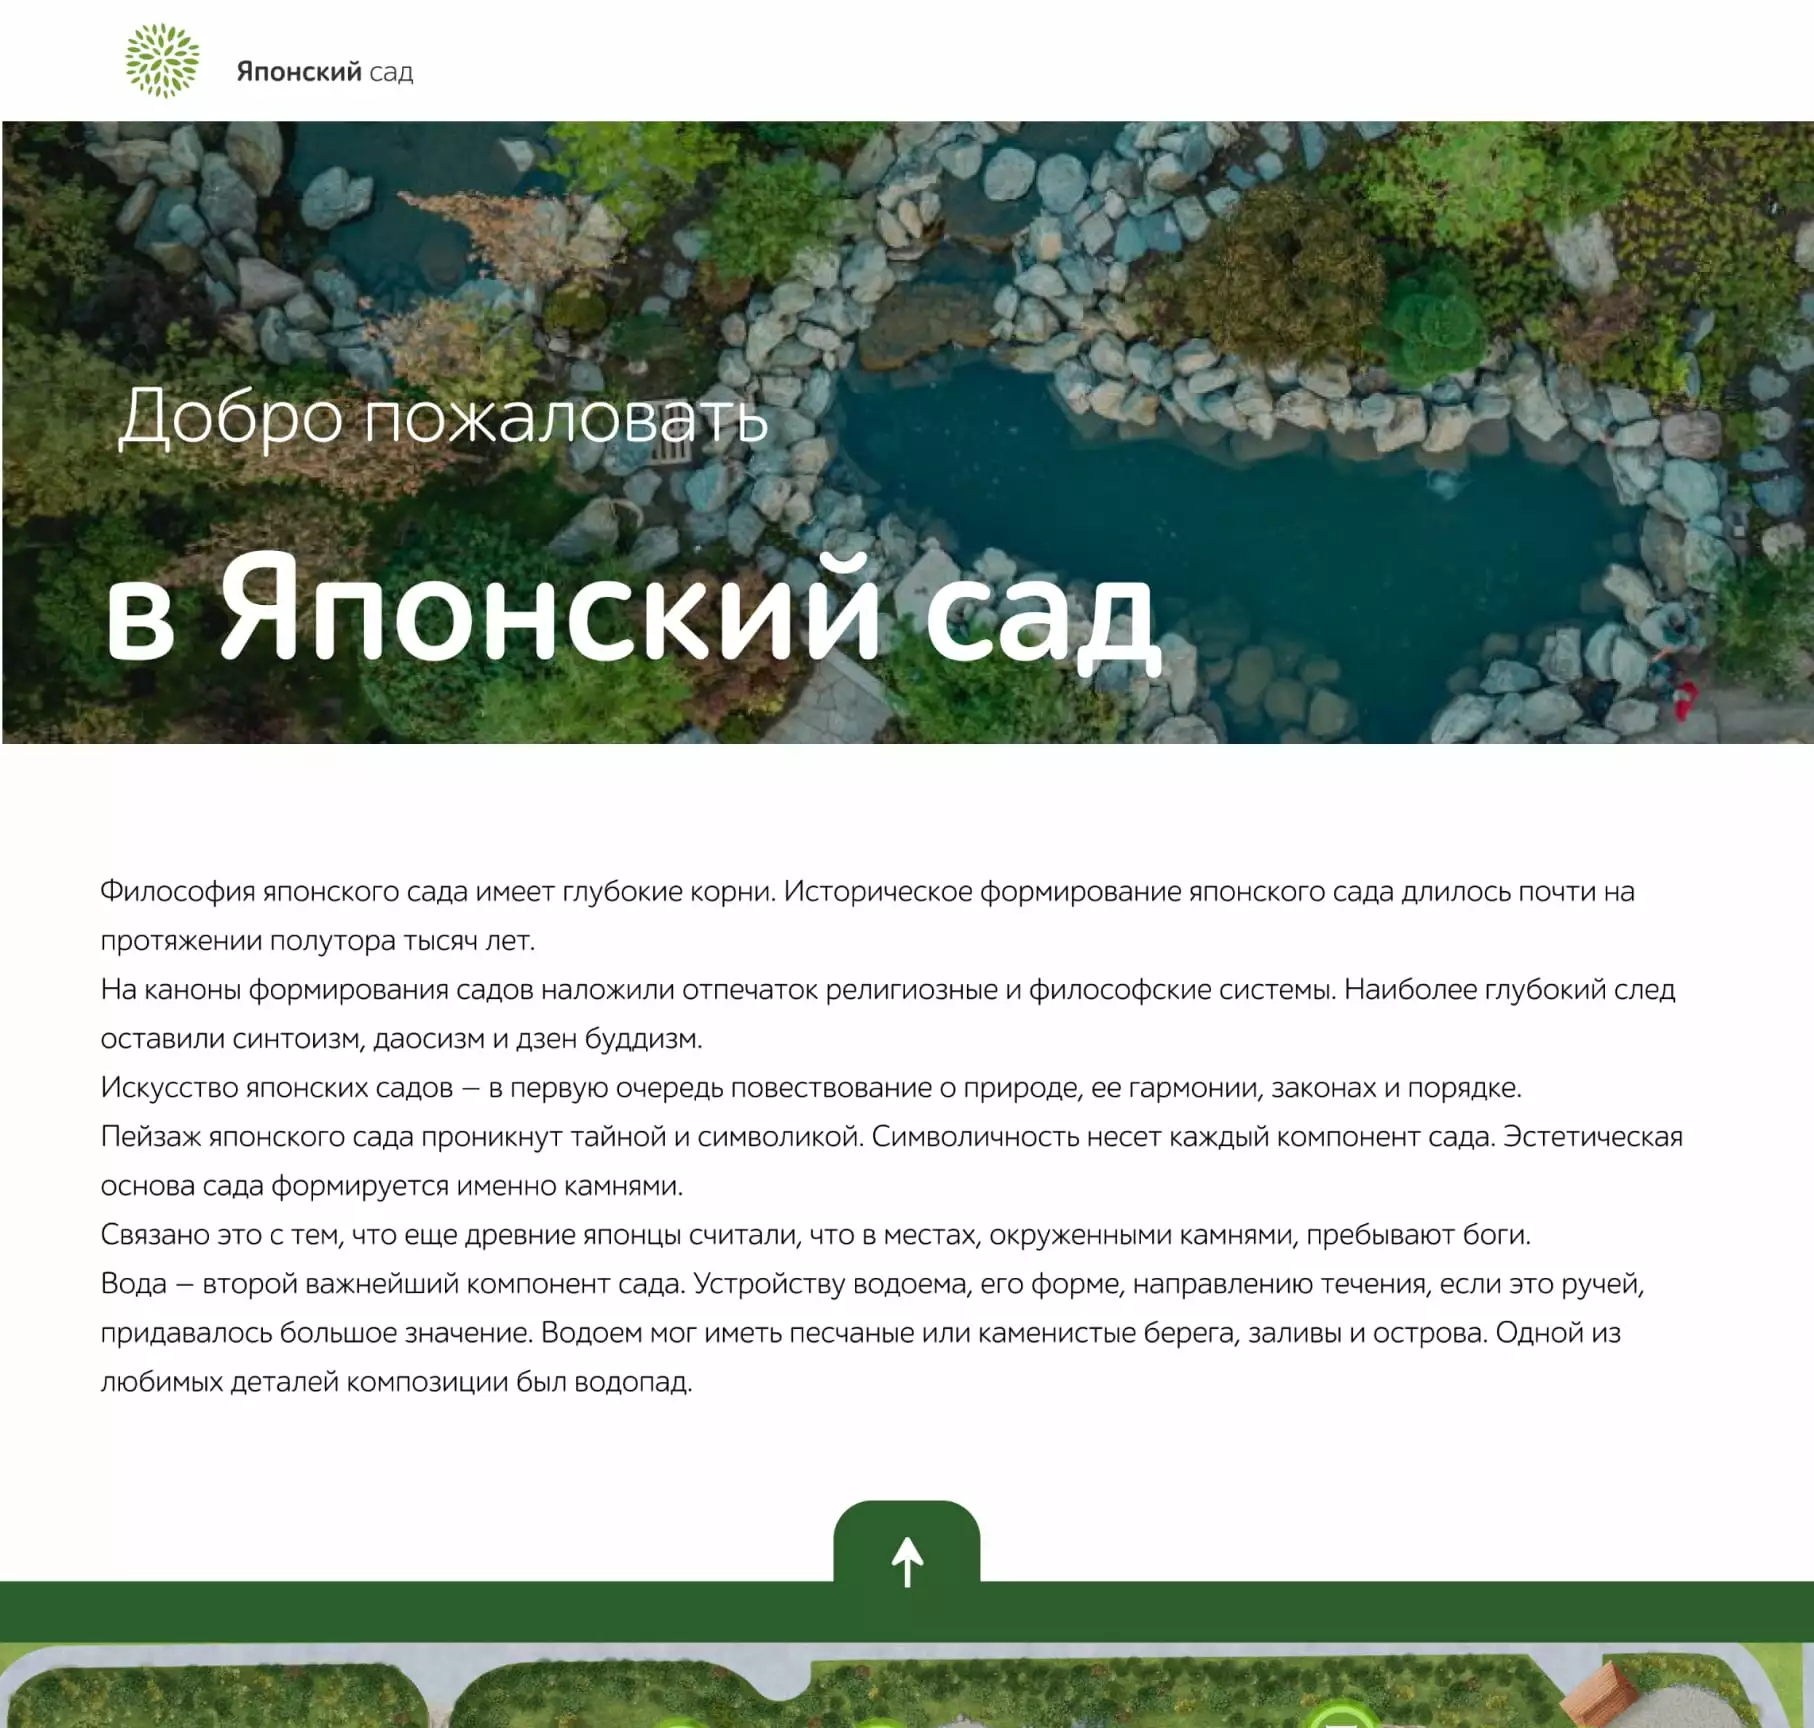 Японский сад
Добро пожаловать
в Японский сад
Философия японского сада имеет глубокие корни. Историческое формирование японского сада длилось почти на
протяжении полутора тысяч лет.
На каноны формирования садов наложили отпечаток религиозные и философские системы. Наиболее глубокий след
оставили синтоизм, даосизм и дзен буддизм.
Искусство японских садов — в первую очередь повествование о природе, ее гармонии, законах и порядке.
Пейзаж японского сада проникнут тайной и символикой. Символичность несет каждый компонент сада. Эстетическая
основа сада формируется именно камнями.
Связано это с тем, что еще древние японцы считали, что в местах, окруженными камнями, пребывают боги.
Вода — второй важнейший компонент сада. Устройству водоема, его форме, направлению течения, если это ручей,
придавалось большое значение. Водоем мог иметь песчаные или каменистые берега, заливы и острова. Одной из
любимых деталей композиции был водопад.